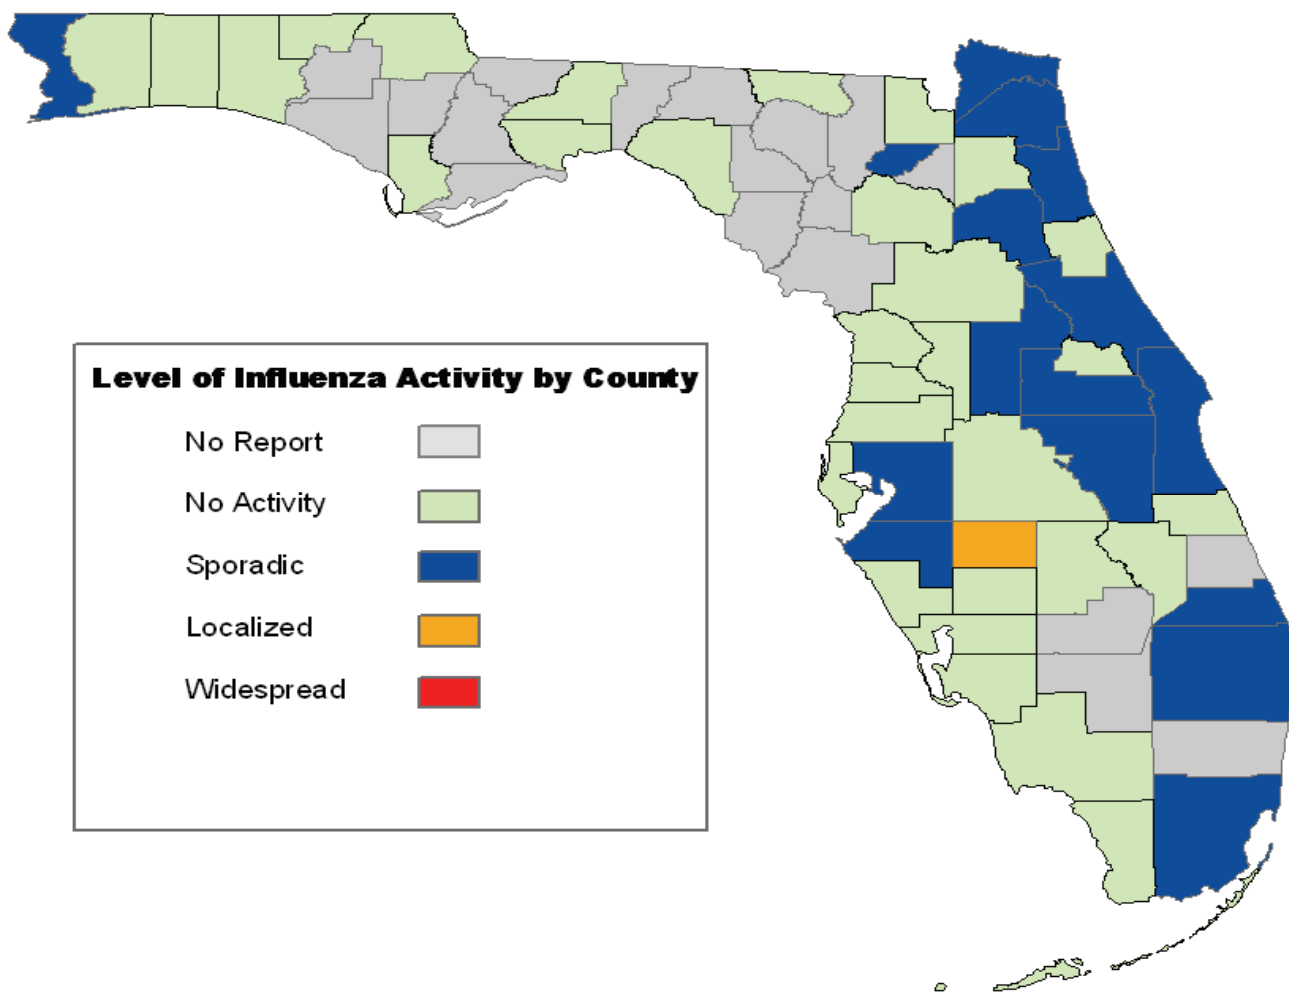 Level of Influenza Activity by County
No Report
No Activity
Sporadic
Localized
Widespread